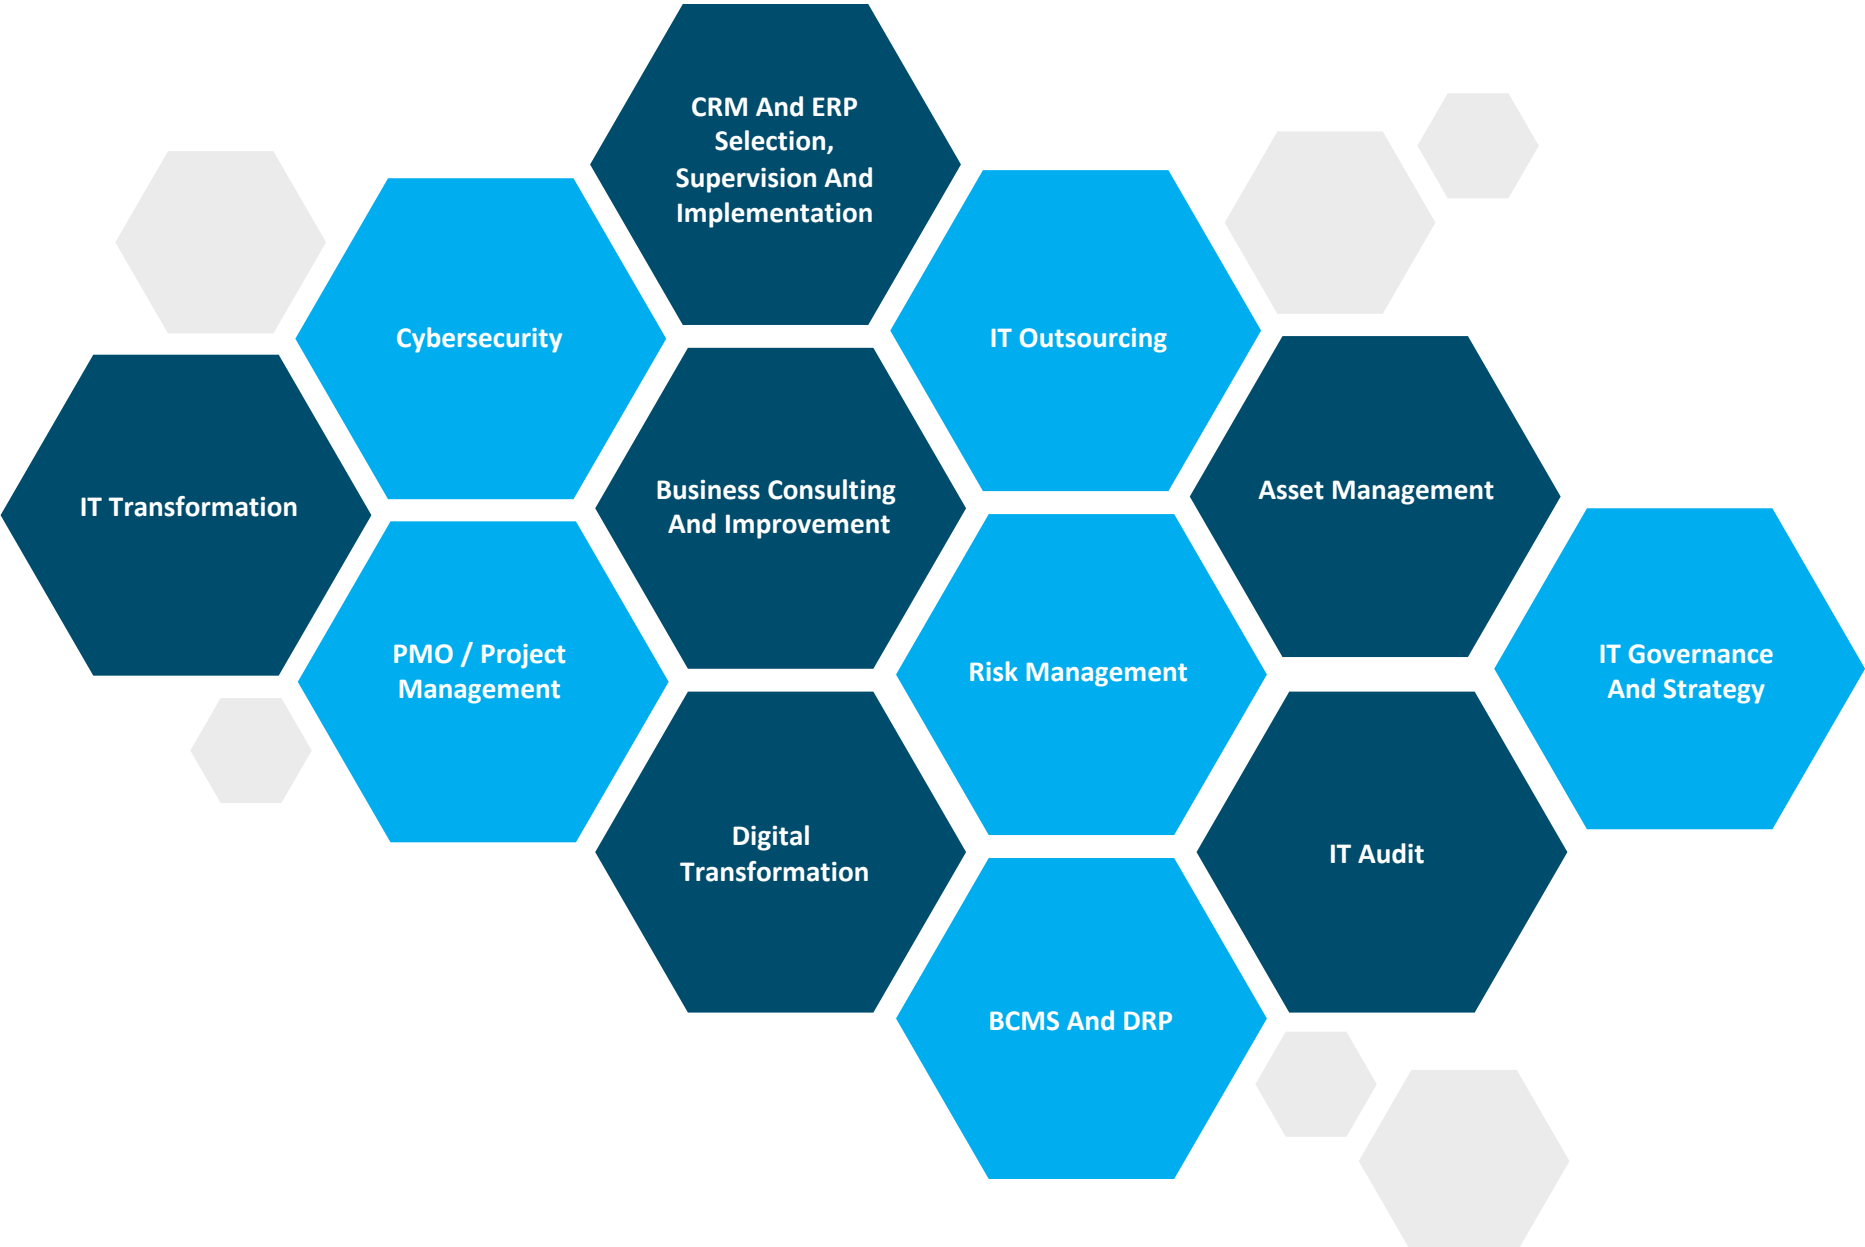 CRM And ERP
Selection,
Supervision And
Implementation
Cybersecurity
IT Outsourcing
IT Transformation
Business Consulting
And Improvement
Asset Management
PMO / Project
Management
Risk Management
IT Governance
And Strategy
Digital
Transformation
IT Audit
BCMS And DRP